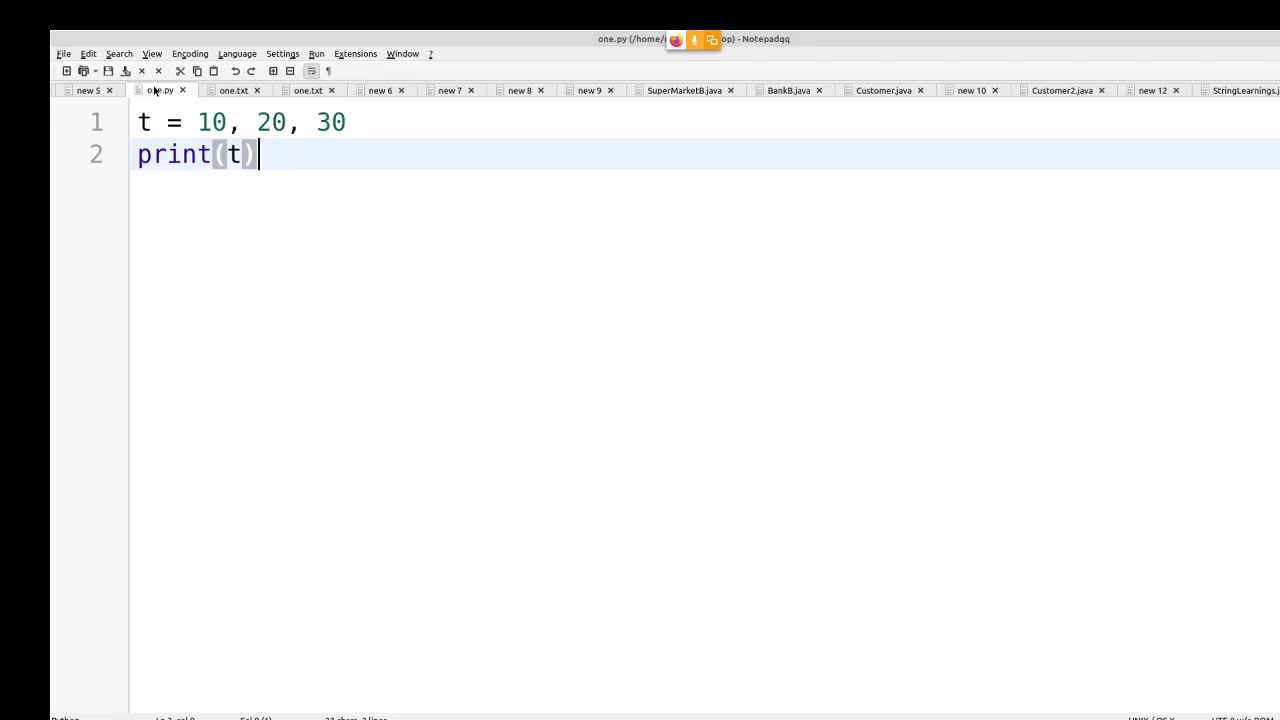 one.py (/home/ op) - Notepadqq
File Edit Search View Encoding Language Settings Run Extensions Window ?
new 5 one.py one.txt one.txt new 6 new 7 new 8 new 9 SuperMarketB.java BankB.java Customer.java new 10 Customer2.java new 12 StringLearnings.j
1 t = 10, 20, 30
2 print(t)